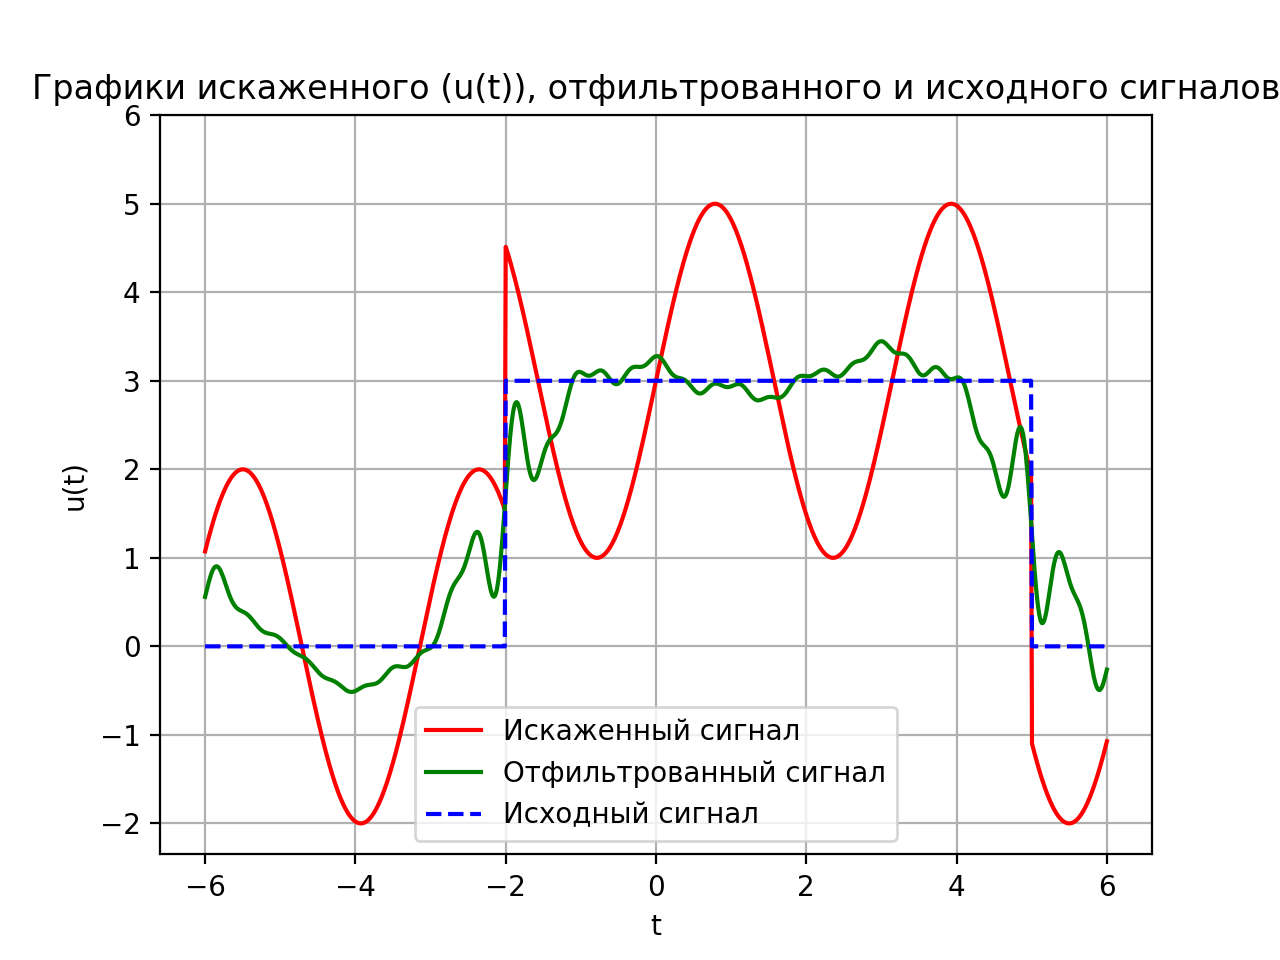 Графики искаженного (u(t)), отфильтрованного и исходного сигналов
6
5
4
3
2
1
0
−1
−2
u(t)
Искаженный сигнал
Отфильтрованный сигнал
Исходный сигнал
−6 −4 −2 0 2 4 6
t